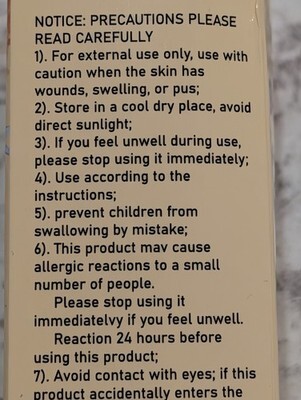 NOTICE: PRECAUTIONS PLEASE
READ CAREFULLY
1). For external use only, use with
caution when the skin has
wounds, swelling, or pus;
2). Store in a cool dry place, avoid
direct sunlight;
3). If you feel unwell during use,
please stop using it immediately;
4). Use according to the
instructions;
5). prevent children from
swallowing by mistake;
6). This product mav cause
allergic reactions to a small
number of people.
Please stop using it
immediatelvy if you feel unwell.
Reaction 24 hours before
using this product;
7). Avoid contact with eyes; if this
product accidentally enters the